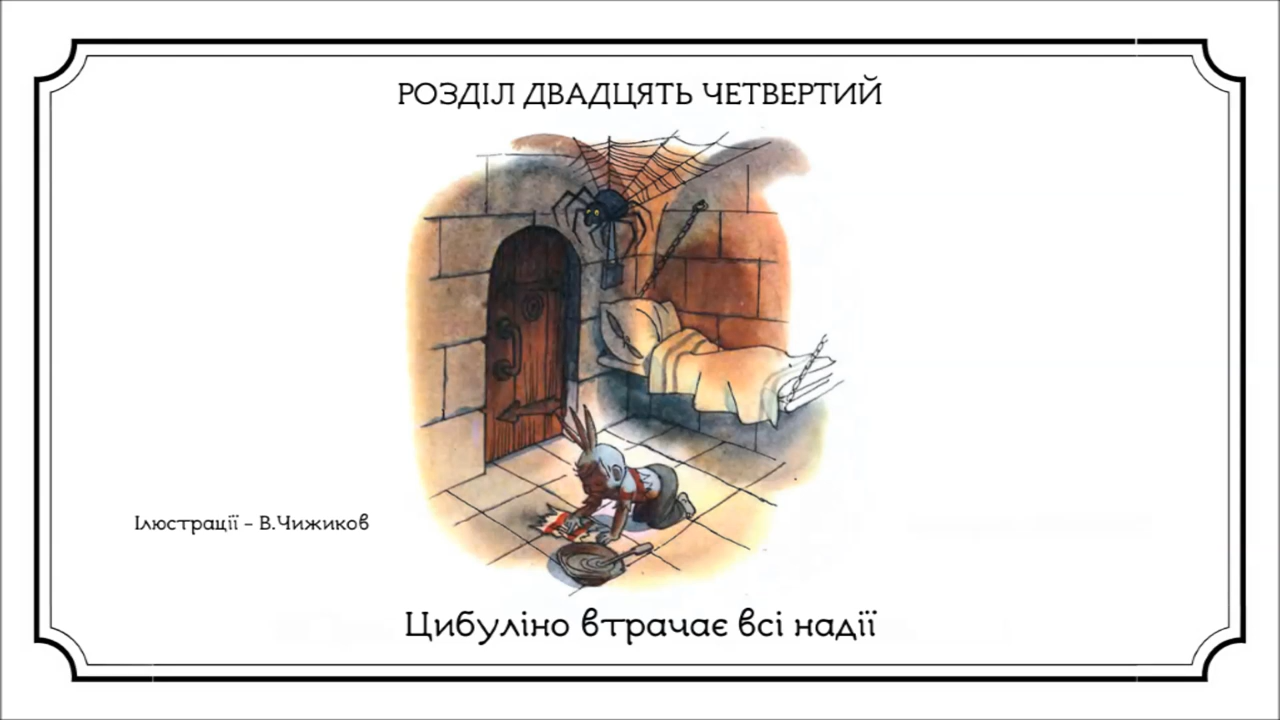 РОЗДІЛ ДВАДЦЯТЬ ЧЕТВЕРТИЙ
Ілюстрації – В.Чижиков
Цибуліно втрачає всі надії